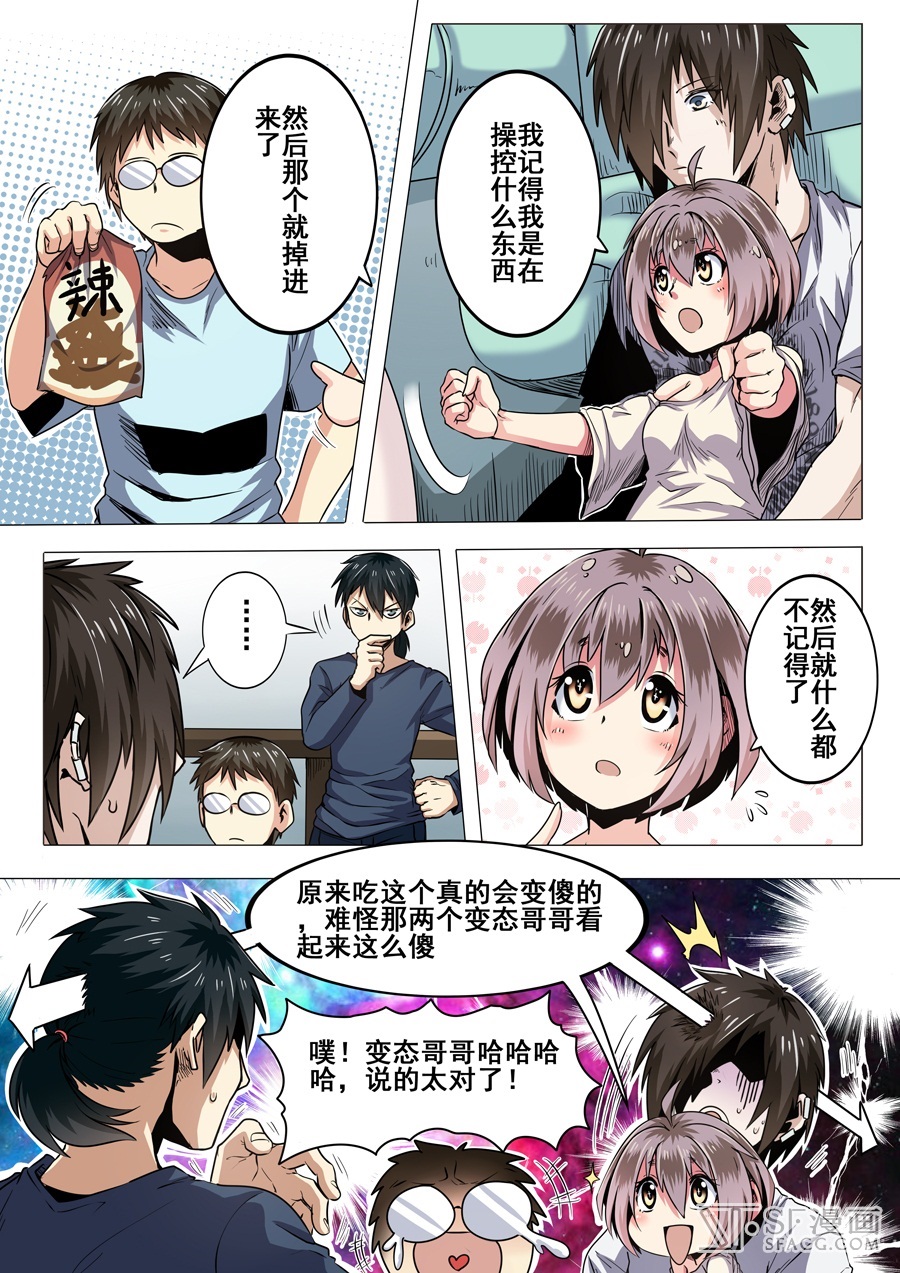 我记得我是在
操控什么东西
然后那个就掉进
来了
辣
然后就什么都
不记得了
……
原来吃这个真的会变傻的
，难怪那两个变态哥哥看
起来这么傻
噗！变态哥哥哈哈哈
哈，说的太对了！
SF漫画
SFACG.COM